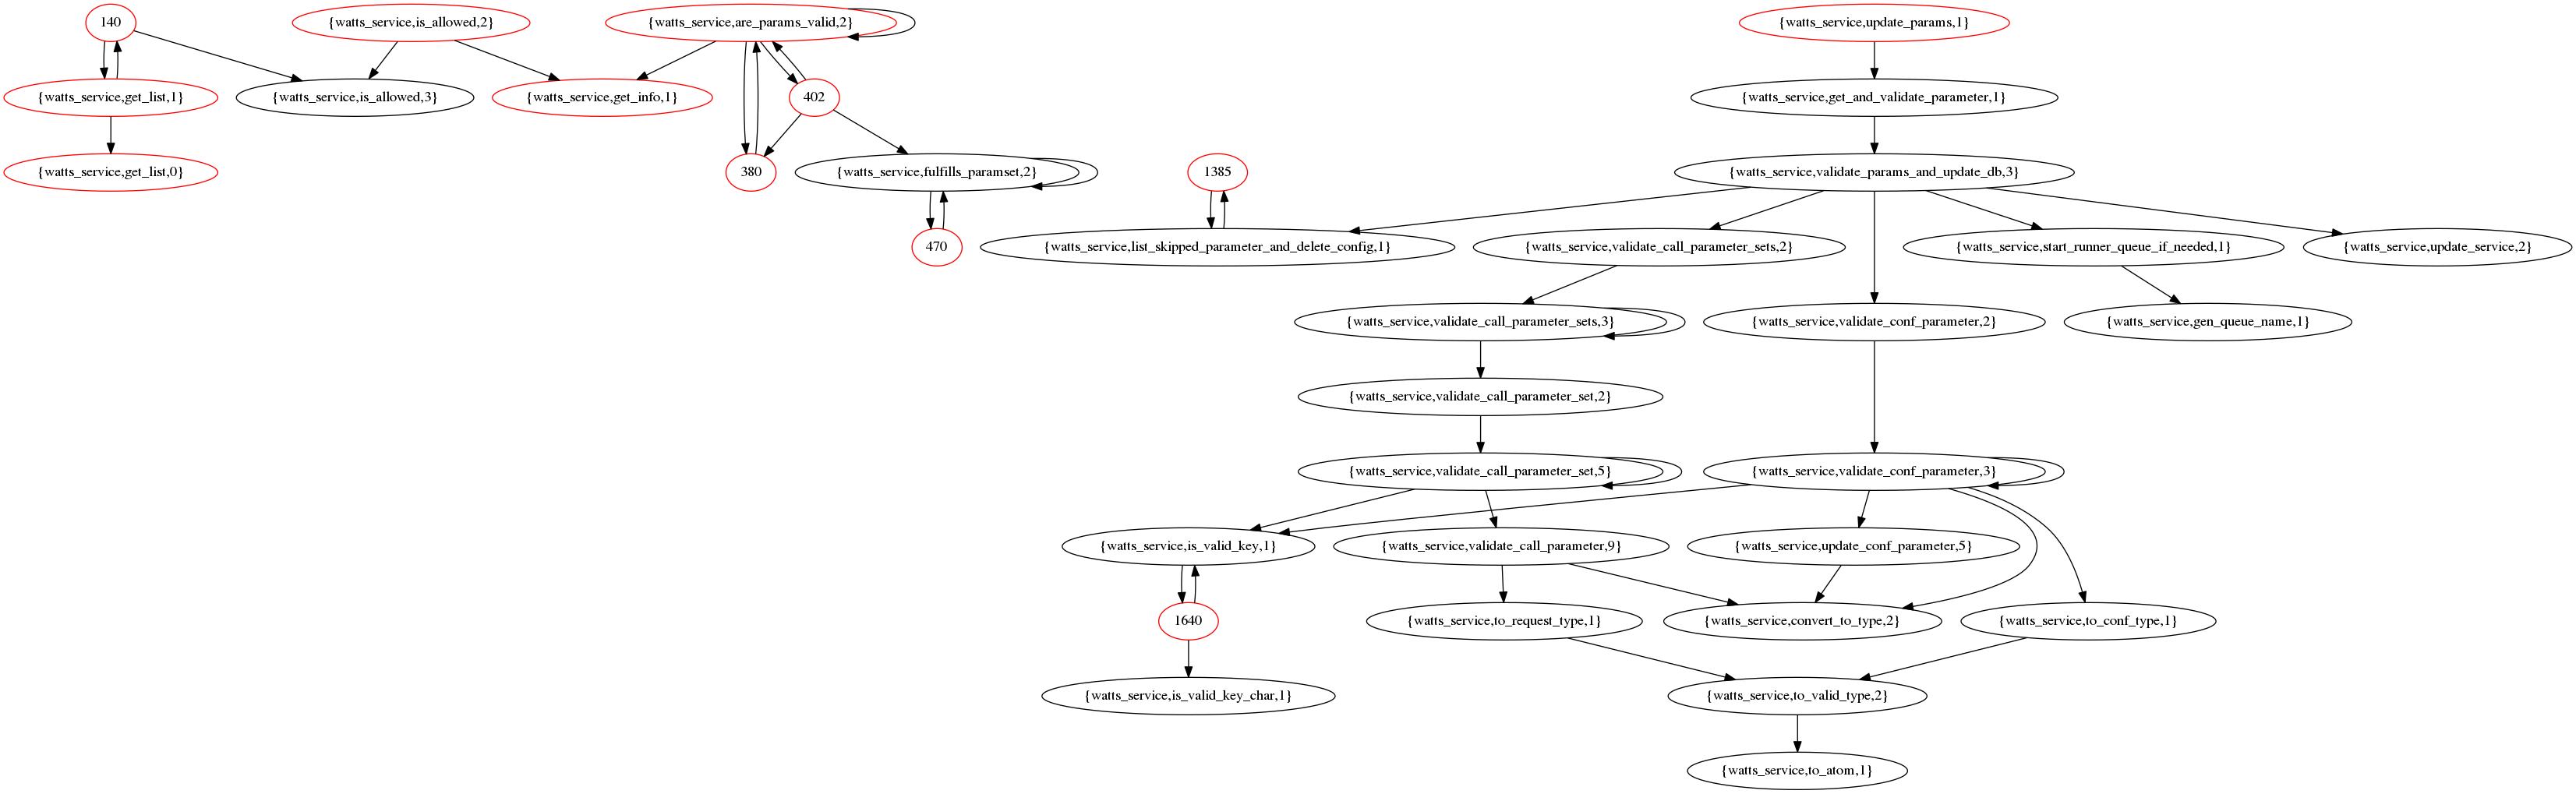 140
{watts_service,is_allowed,2}
{watts_service,are_params_valid,2}
{watts_service,update_params,1}
{watts_service,get_list,1}
{watts_service,is_allowed,3}
{watts_service,get_info,1}
402
{watts_service,get_and_validate_parameter,1}
{watts_service,get_list,0}
380
{watts_service,fulfills_paramset,2}
1385
{watts_service,validate_params_and_update_db,3}
470
{watts_service,list_skipped_parameter_and_delete_config,1}
{watts_service,validate_call_parameter_sets,2}
{watts_service,start_runner_queue_if_needed,1}
{watts_service,update_service,2}
{watts_service,validate_call_parameter_sets,3}
{watts_service,validate_conf_parameter,2}
{watts_service,gen_queue_name,1}
{watts_service,validate_call_parameter_set,2}
{watts_service,validate_call_parameter_set,5}
{watts_service,validate_conf_parameter,3}
{watts_service,is_valid_key,1}
{watts_service,validate_call_parameter,9}
{watts_service,update_conf_parameter,5}
1640
{watts_service,to_request_type,1}
{watts_service,convert_to_type,2}
{watts_service,to_conf_type,1}
{watts_service,is_valid_key_char,1}
{watts_service,to_valid_type,2}
{watts_service,to_atom,1}